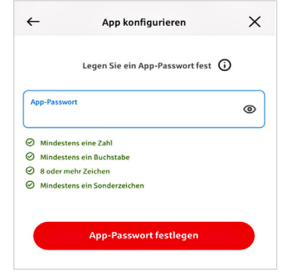 App konfigurieren
Legen Sie ein App-Passwort fest
App-Passwort
Mindestens eine Zahl
Mindestens ein Buchstabe
8 oder mehr Zeichen
Mindestens ein Sonderzeichen
App-Passwort festlegen